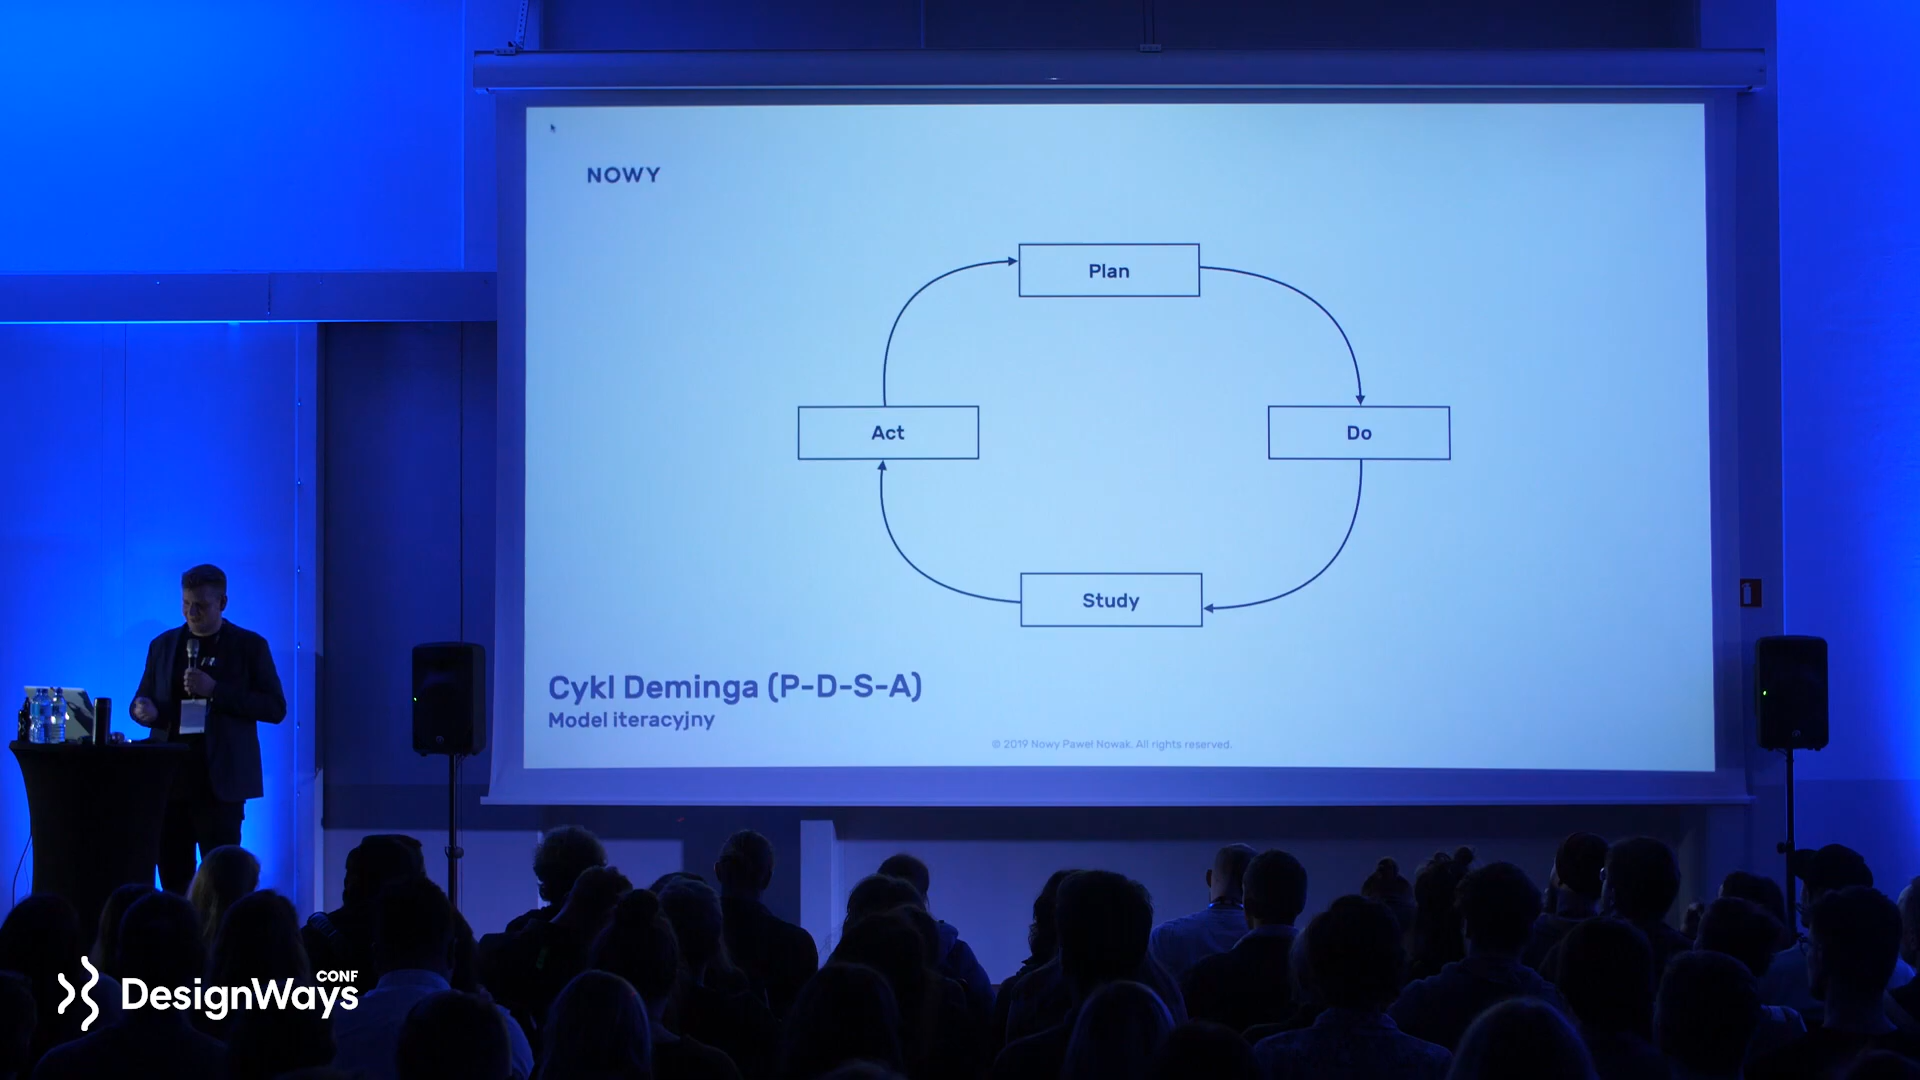 NOWY
Plan
Act
Do
Study
Cykl Deminga (P-D-S-A)
Model iteracyjny
© 2019 Nowy Paweł Nowak. All rights reserved.
DesignWays CONF